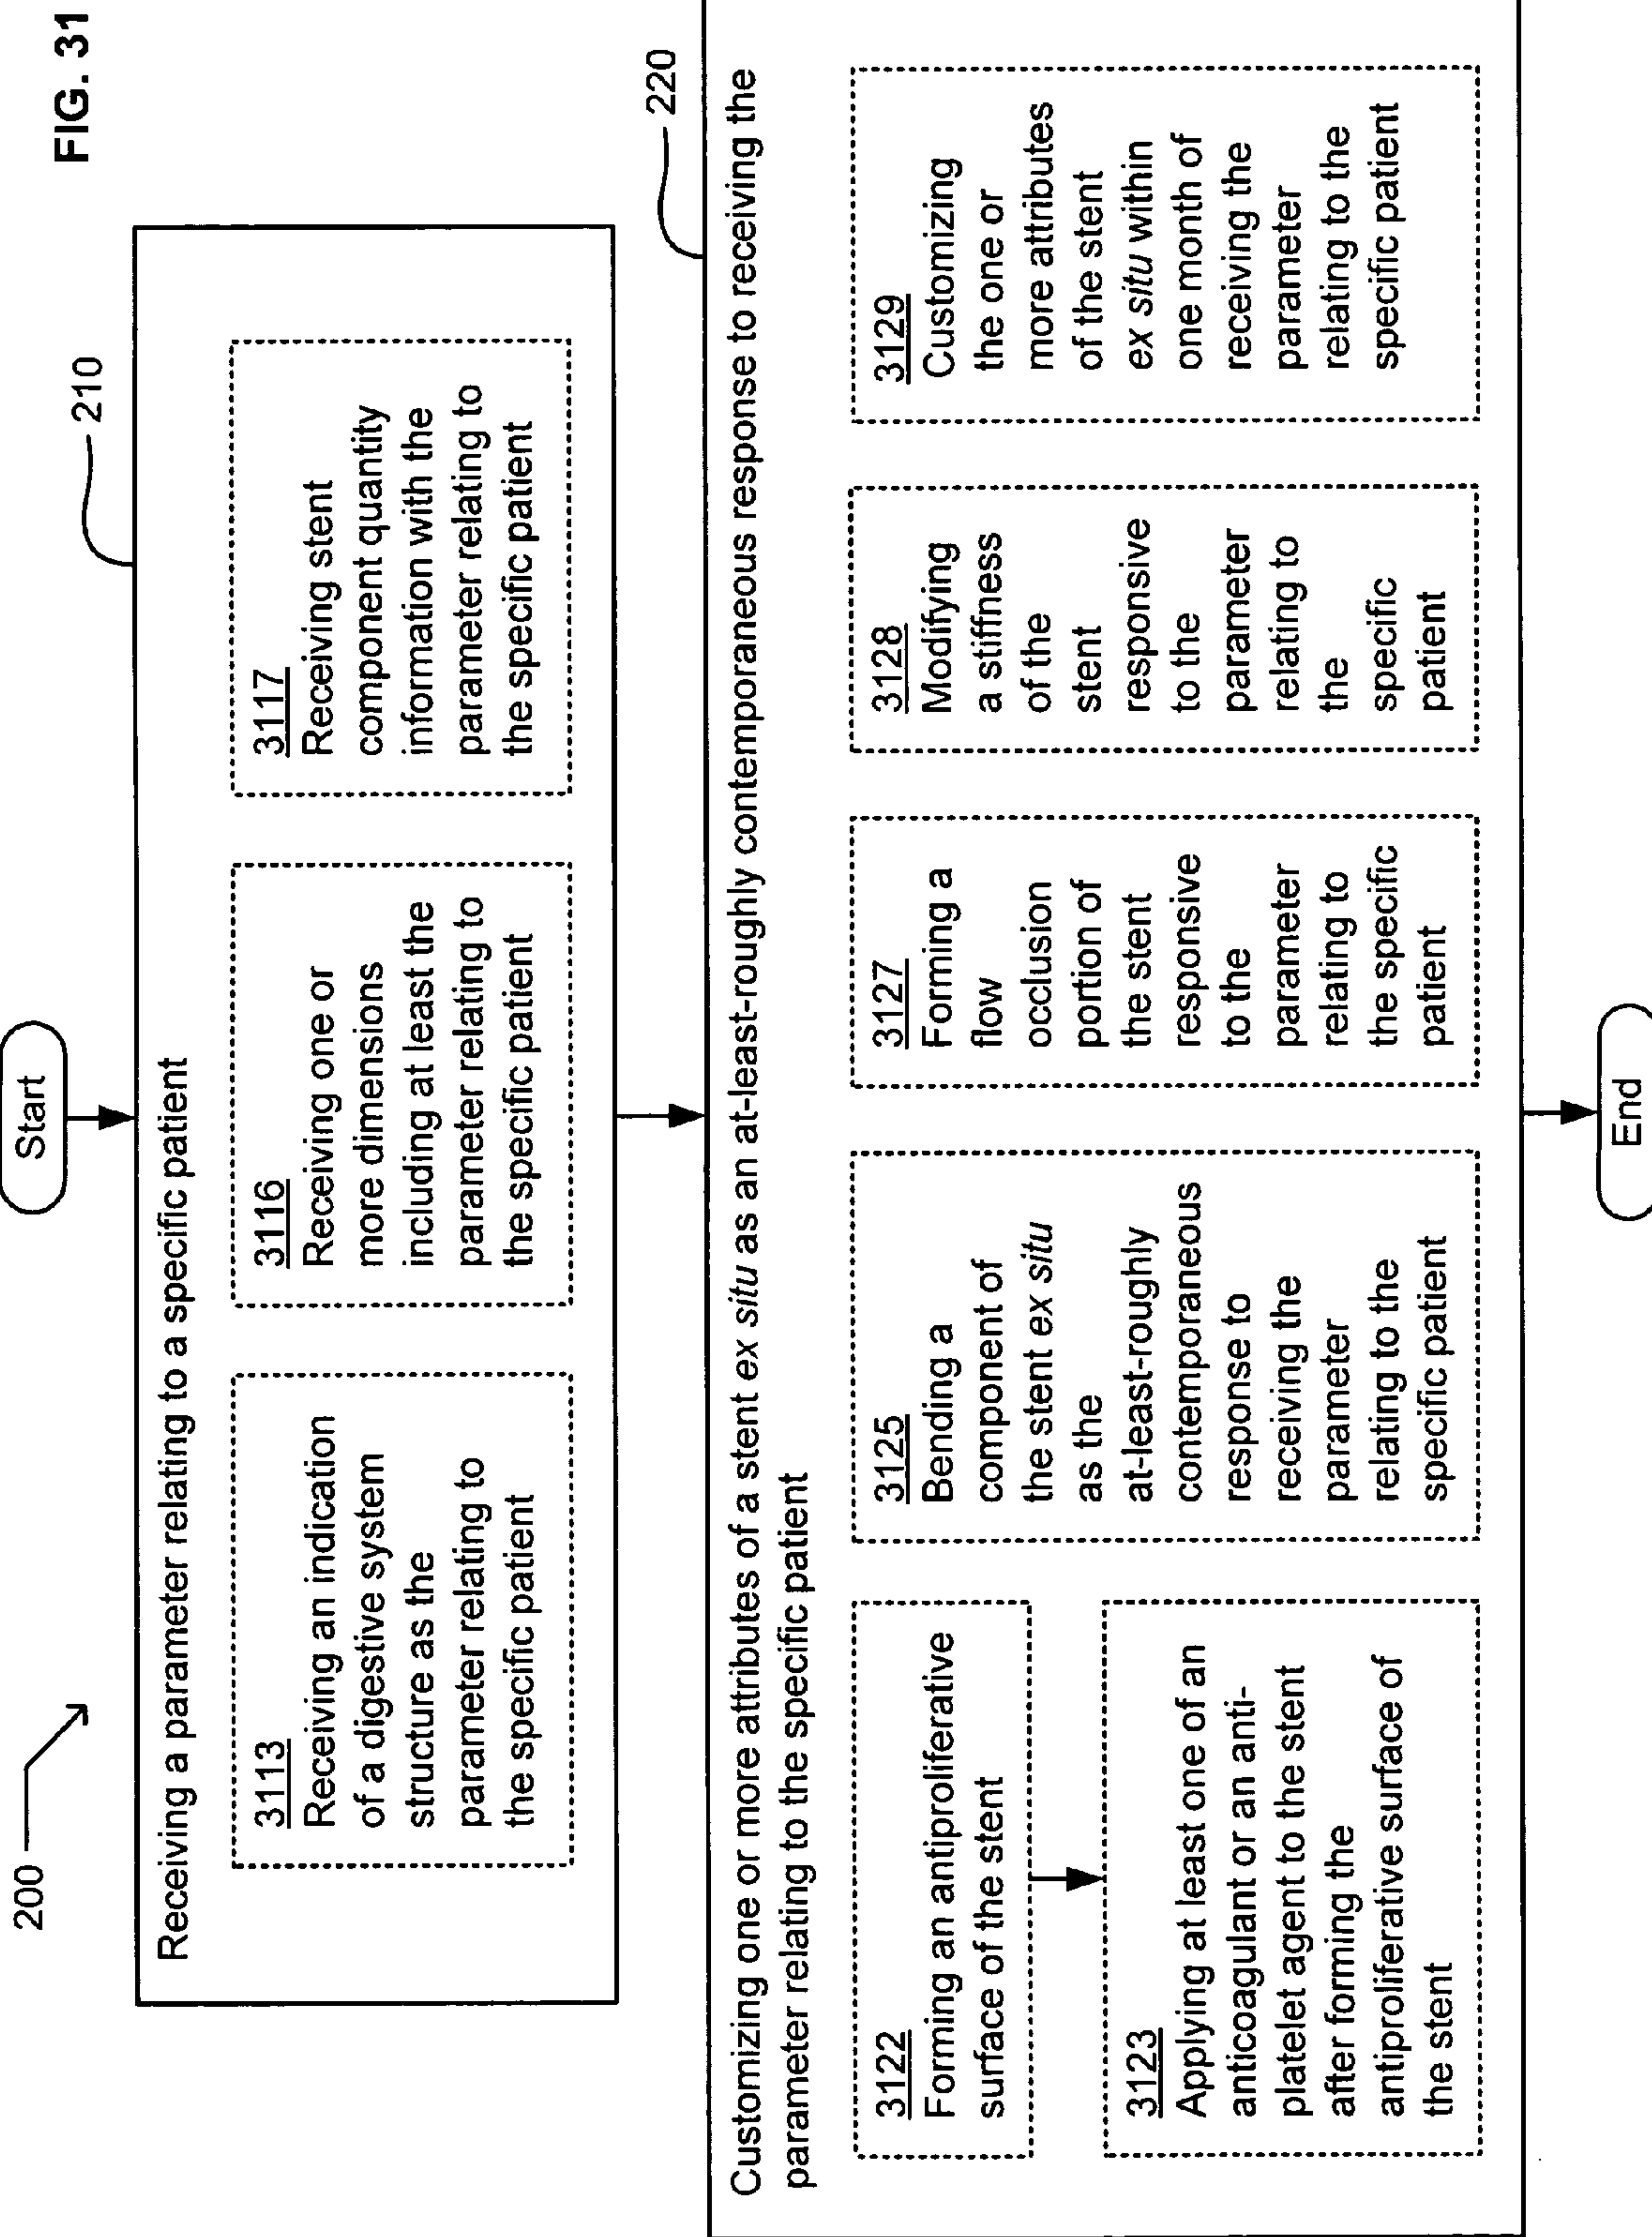 FIG. 31
200
Start
210
Receiving a parameter relating to a specific patient
3113
Receiving an indication
of a digestive system
structure as the
parameter relating to
the specific patient
3116
Receiving one or
more dimensions
including at least the
parameter relating to
the specific patient
3117
Receiving stent
component quantity
information with the
parameter relating to
the specific patient
220
Customizing one or more attributes of a stent ex situ as an at-least-roughly contemporaneous response to receiving the
parameter relating to the specific patient
3122
Forming an antiproliferative
surface of the stent
3123
Applying at least one of an
anticoagulant or an anti-
platelet agent to the stent
after forming the
antiproliferative surface of
the stent
3125
Bending a
component of
the stent ex situ
as the
at-least-roughly
contemporaneous
response to
receiving the
parameter
relating to the
specific patient
3127
Forming a
flow
occlusion
portion of
the stent
responsive
to the
parameter
relating to
the specific
patient
3128
Modifying
a stiffness
of the
stent
responsive
to the
parameter
relating to
the
specific
patient
3129
Customizing
the one or
more attributes
of the stent
ex situ within
one month of
receiving the
parameter
relating to the
specific patient
End